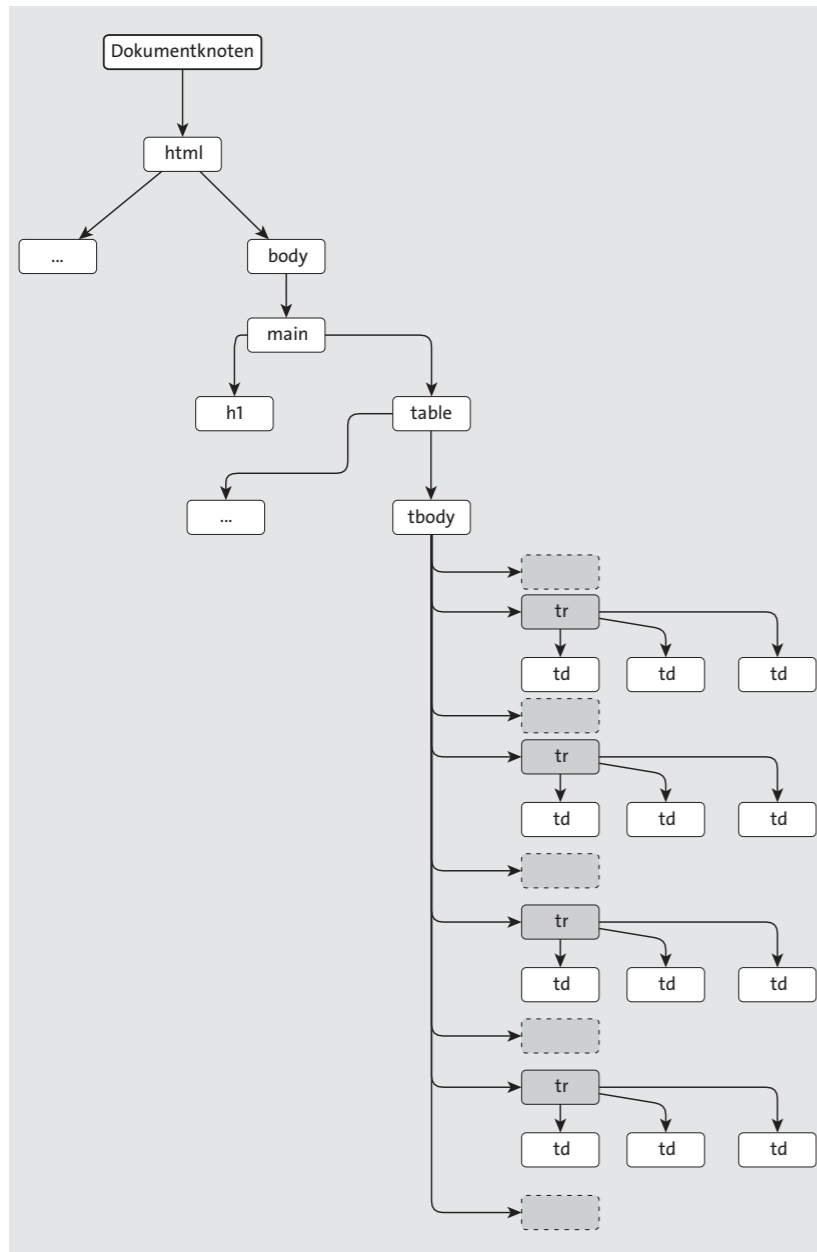 Dokumentknoten
html
...
body
main
h1
table
...
tbody
tr
td td td
tr
td td td
tr
td td td
tr
td td td